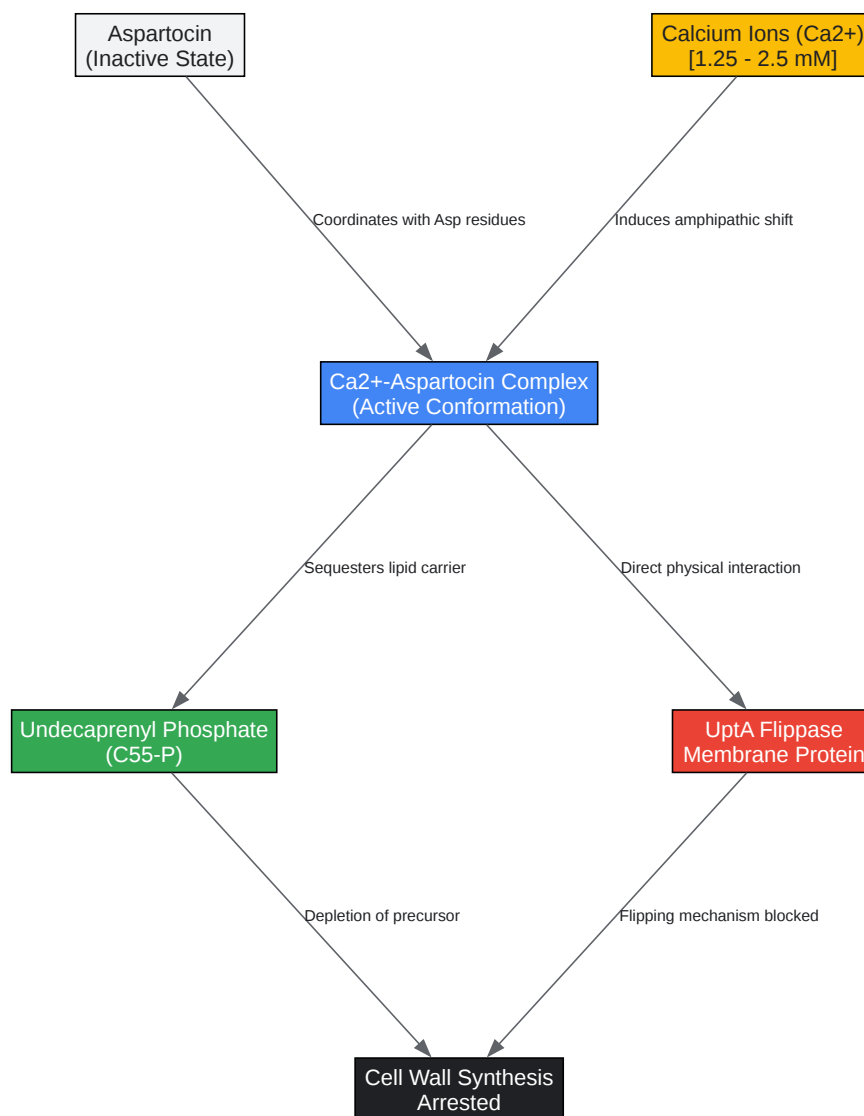 Aspartocin
(Inactive State)
Calcium Ions (Ca2+)
[1.25 - 2.5 mM]
Coordinates with Asp residues
Induces amphipathic shift
Ca2+-Aspartocin Complex
(Active Conformation)
Sequesters lipid carrier
Direct physical interaction
Undecaprenyl Phosphate
(C55-P)
UptA Flippase
Membrane Protein
Depletion of precursor
Flipping mechanism blocked
Cell Wall Synthesis
Arrested